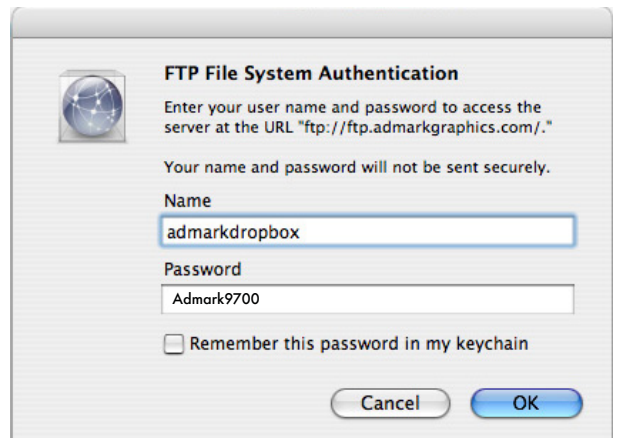 FTP File System Authentication
Enter your user name and password to access the
server at the URL "ftp://ftp.admarkgraphics.com/."
Your name and password will not be sent securely.
Name
admarkdropbox
Password
Admark9700
Remember this password in my keychain
Cancel OK